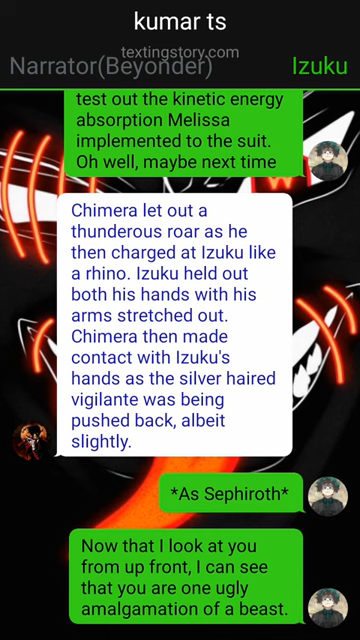 kumar ts
textingstory.com
Narrator(Beyonder)
Izuku
test out the kinetic energy
absorption Melissa
implemented to the suit.
Oh well, maybe next time
Chimera let out a
thunderous roar as he
then charged at Izuku like
a rhino. Izuku held out
both his hands with his
arms stretched out.
Chimera then made
contact with Izuku's
hands as the silver haired
vigilante was being
pushed back, albeit
slightly.
*As Sephiroth*
Now that I look at you
from up front, I can see
that you are one ugly
amalgamation of a beast.